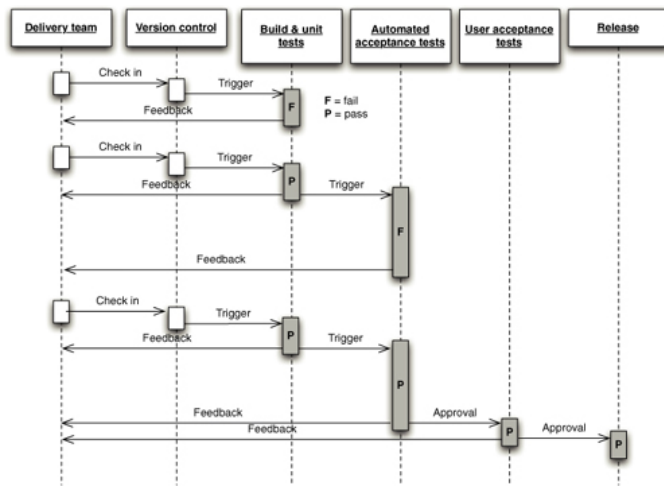 Delivery team
Version control
Build & unit
tests
Automated
acceptance tests
User acceptance
tests
Release
Check in
Trigger
Feedback
F
F = fail
P = pass
Check in
Trigger
Feedback
P
Trigger
F
Feedback
Check in
Trigger
Feedback
P
Trigger
P
Feedback
Approval
Feedback
P
Approval
P